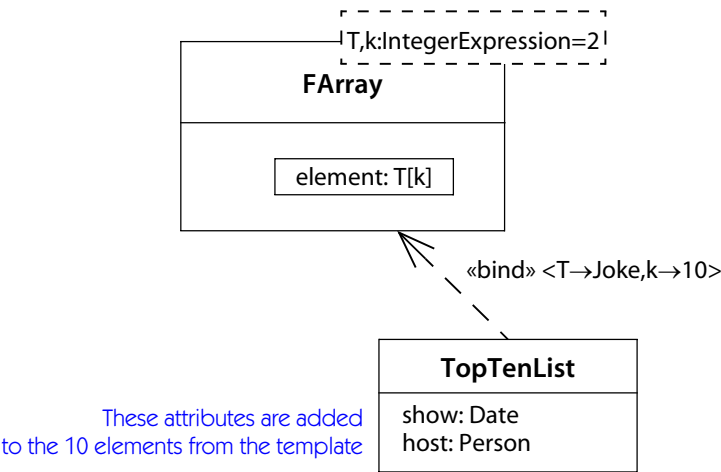 T,k:IntegerExpression=2
FArray
element: T[k]
«bind» <T→Joke,k→10>
TopTenList
show: Date
host: Person
These attributes are added
to the 10 elements from the template